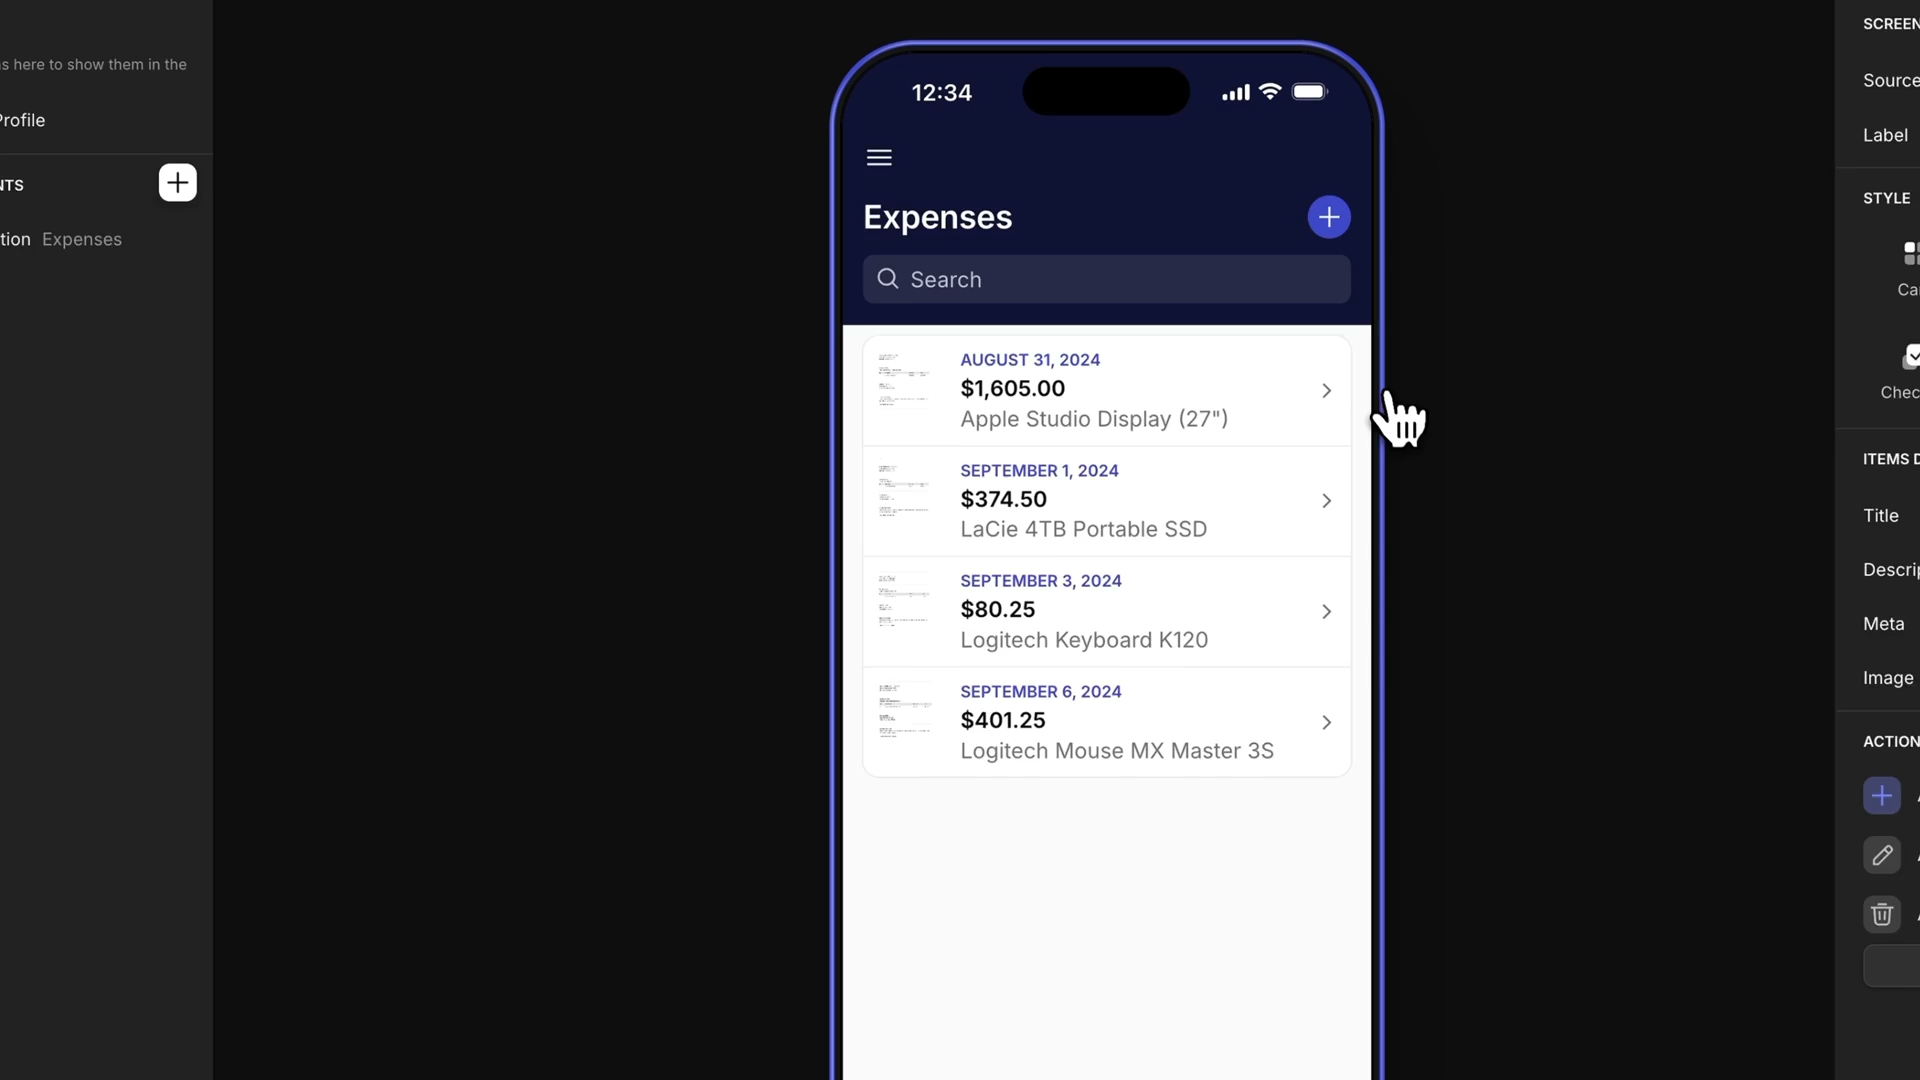 s here to show them in the
Profile
NTS
tion Expenses
12:34
Expenses
Search
AUGUST 31, 2024
$1,605.00
Apple Studio Display (27")
SEPTEMBER 1, 2024
$374.50
LaCie 4TB Portable SSD
SEPTEMBER 3, 2024
$80.25
Logitech Keyboard K120
SEPTEMBER 6, 2024
$401.25
Logitech Mouse MX Master 3S
SCREEN
Source
Label
STYLE
Ca
Chec
ITEMS D
Title
Descrip
Meta
Image
ACTION